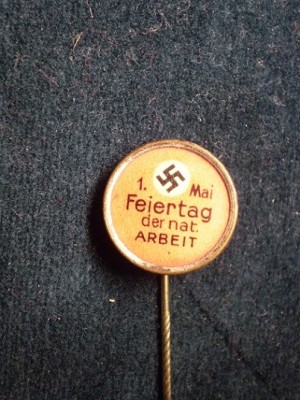 1. Mai
Feiertag
der nat.
ARBEIT